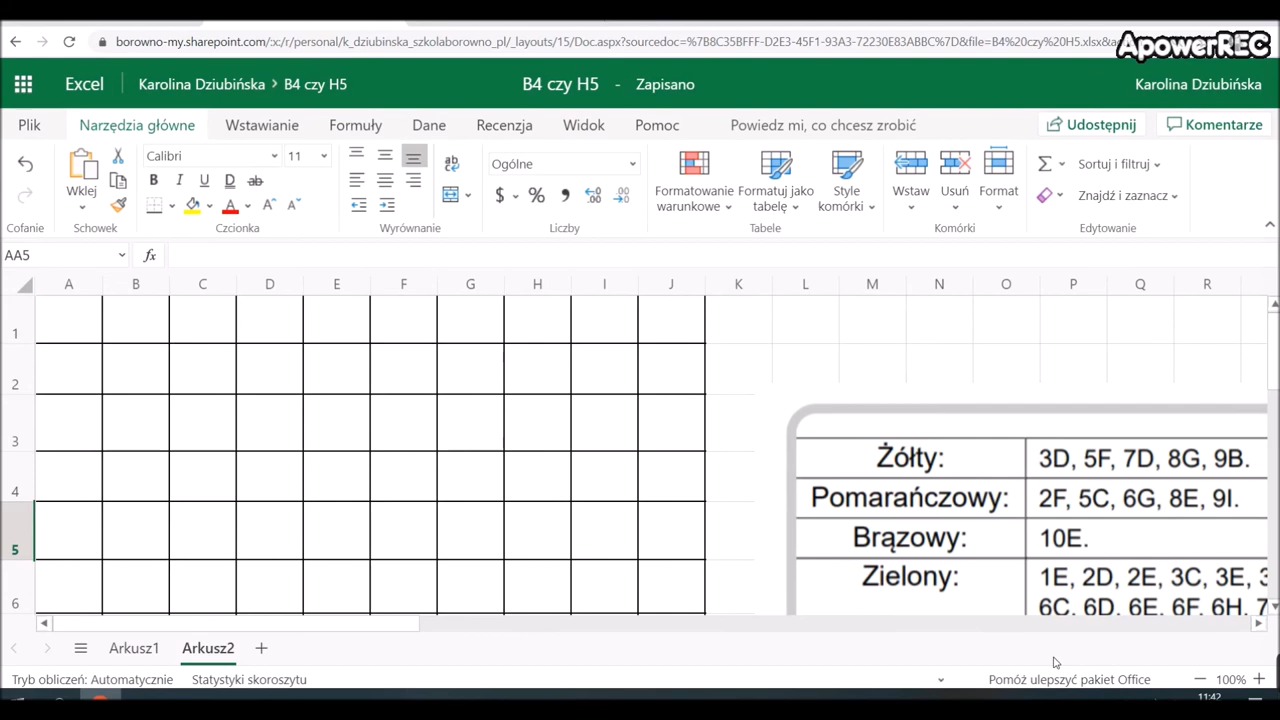 borowno-my.sharepoint.com/:x:/r/personal/k_dziubinska_szkolaborowno_pl/_layouts/15/Doc.aspx?sourcedoc=%7B8C35BFFF-D2E3-45F1-93A3-72230E83ABBC%7D&file=B4%20czy%20H5.xlsx&a
ApowerREC
Excel Karolina Dziubińska > B4 czy H5 B4 czy H5 - Zapisano Karolina Dziubińska
Plik Narzędzia główne Wstawianie Formuły Dane Recenzja Widok Pomoc Powiedz mi, co chcesz zrobić Udostępnij Komentarze
Calibri 11 Ogólne
Wklej
Formatowanie warunkowe
Formatuj jako tabelę
Style komórki
Wstaw Usuń Format
Sortuj i filtruj
Znajdź i zaznacz
Cofanie Schowek Czcionka Wyrównanie Liczby Tabele Komórki Edytowanie
AA5 fx
A B C D E F G H I J K L M N O P Q R
1
2
3
4
5
6
Żółty: 3D, 5F, 7D, 8G, 9B.
Pomarańczowy: 2F, 5C, 6G, 8E, 9I.
Brązowy: 10E.
Zielony: 1E, 2D, 2E, 3C, 3E, 3
6C, 6D, 6E, 6F, 6H, 7
Arkusz1 Arkusz2
Tryb obliczeń: Automatycznie Statystyki skoroszytu Pomóż ulepszyć pakiet Office 100%
11:42